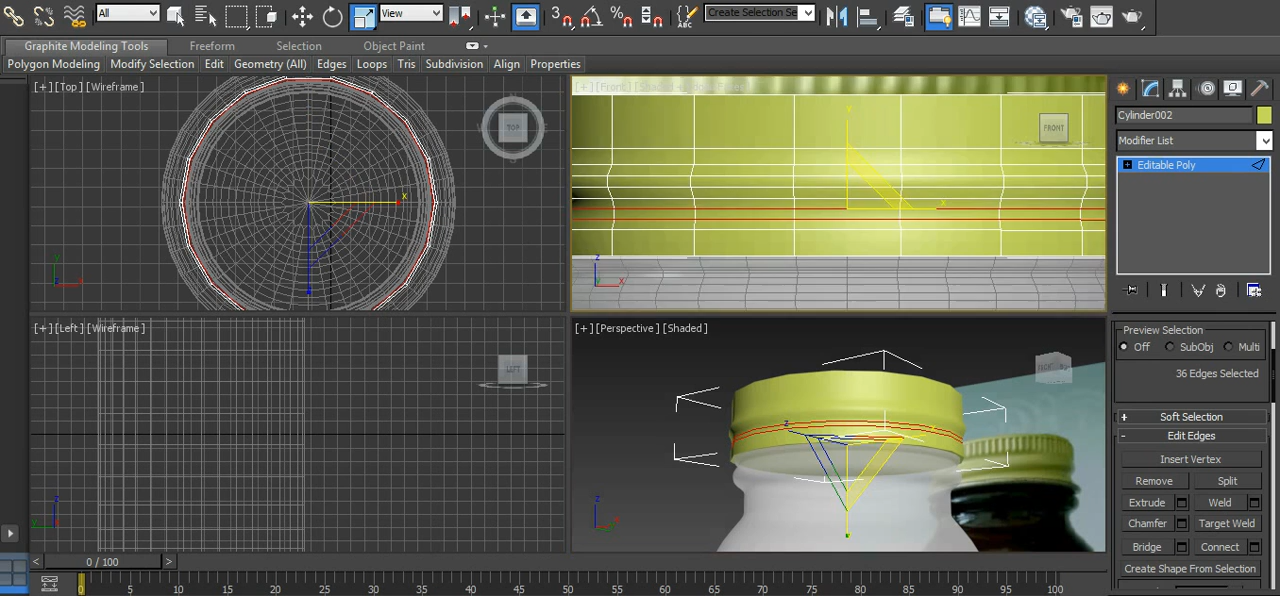 All
View
3
Create Selection Se
Graphite Modeling Tools Freeform Selection Object Paint
Polygon Modeling Modify Selection Edit Geometry (All) Edges Loops Tris Subdivision Align Properties
[+] [Top] [Wireframe]
TOP
x
y
x
z
[+] [Front]
FRONT
y
x
z
x
Cylinder002
Modifier List
Editable Poly
[+] [Left] [Wireframe]
LEFT
z
y
[+] [Perspective] [Shaded]
z
z
Preview Selection
Off SubObj Multi
36 Edges Selected
+ Soft Selection
- Edit Edges
Insert Vertex
Remove Split
Extrude Weld
Chamfer Target Weld
Bridge Connect
Create Shape From Selection
< 0 / 100 >
0 5 10 15 20 25 30 35 40 45 50 55 60 65 70 75 80 85 90 95 100